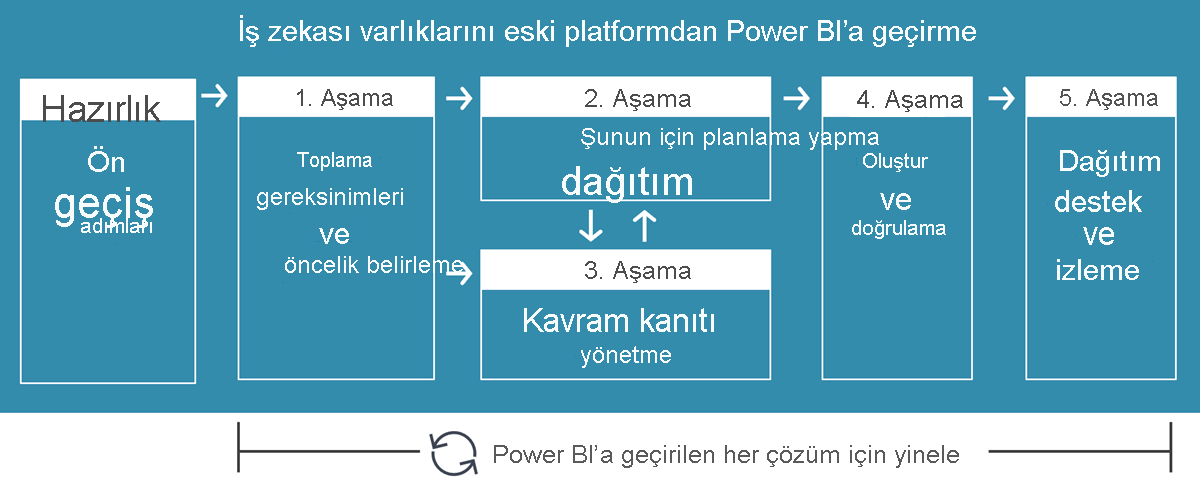 İş zekası varlıklarını eski platformdan Power BI’a geçirme
Hazırlık
Ön
geçiş
adımları
1. Aşama
Toplama
gereksinimleri
ve
öncelik belirleme
2. Aşama
Şunun için planlama yapma
dağıtım
3. Aşama
Kavram kanıtı
yönetme
4. Aşama
Oluştur
ve
doğrulama
5. Aşama
Dağıtım
destek
ve
izleme
Power BI’a geçirilen her çözüm için yinele